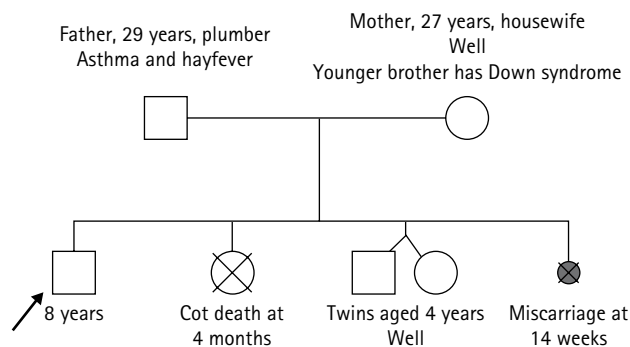 Father, 29 years, plumber
Asthma and hayfever
Mother, 27 years, housewife
Well
Younger brother has Down syndrome
8 years
Cot death at
4 months
Twins aged 4 years
Well
Miscarriage at
14 weeks